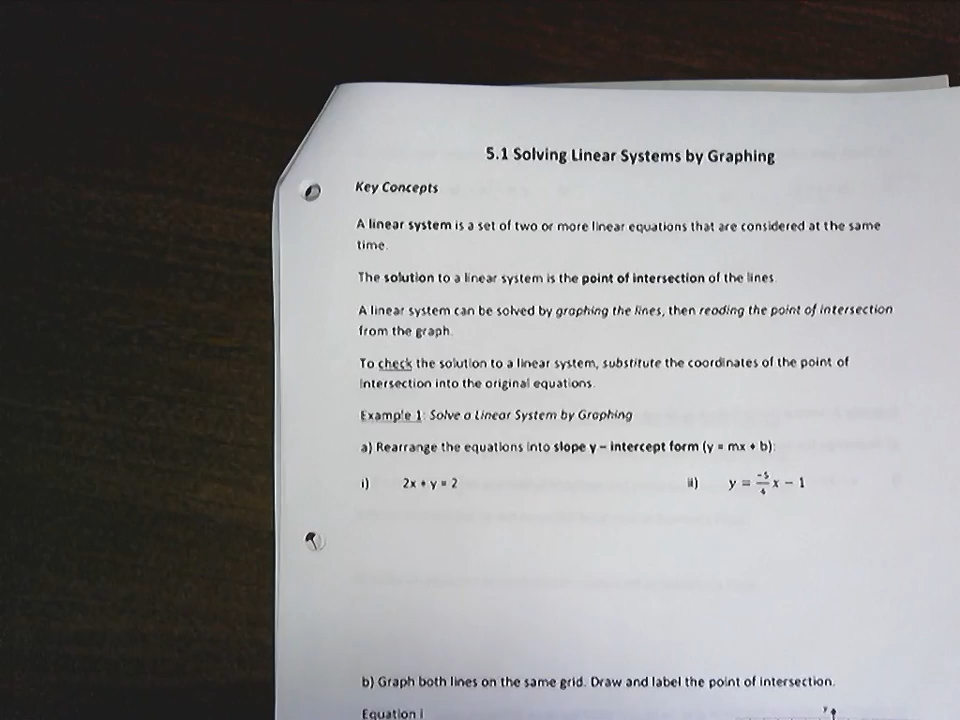 5.1 Solving Linear Systems by Graphing
Key Concepts
A linear system is a set of two or more linear equations that are considered at the same
time.
The solution to a linear system is the point of intersection of the lines.
A linear system can be solved by graphing the lines, then reading the point of intersection
from the graph.
To check the solution to a linear system, substitute the coordinates of the point of
intersection into the original equations.
Example 1: Solve a Linear System by Graphing
a) Rearrange the equations into slope y – intercept form (y = mx + b):
i) 2x + y = 2 ii) y = -5/4 x − 1
b) Graph both lines on the same grid. Draw and label the point of intersection.
Equation i y